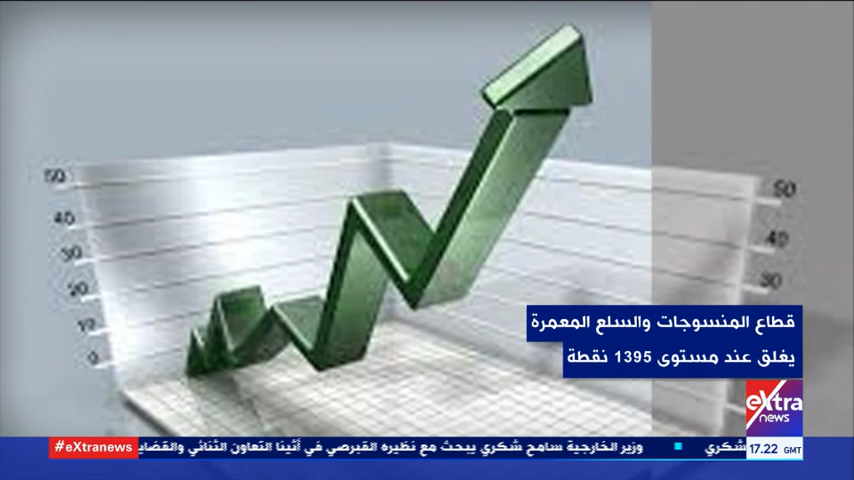 50
40
30
20
10
0
50
40
30
قطاع المنسوجات والسلع المعمرة
يغلق عند مستوى 1395 نقطة
eXtra
news
#eXtranews
شكري ■ وزير الخارجية سامح شكري يبحث مع نظيره القبرصي في أثينا التعاون الثنائي والقضايا
17.22 GMT